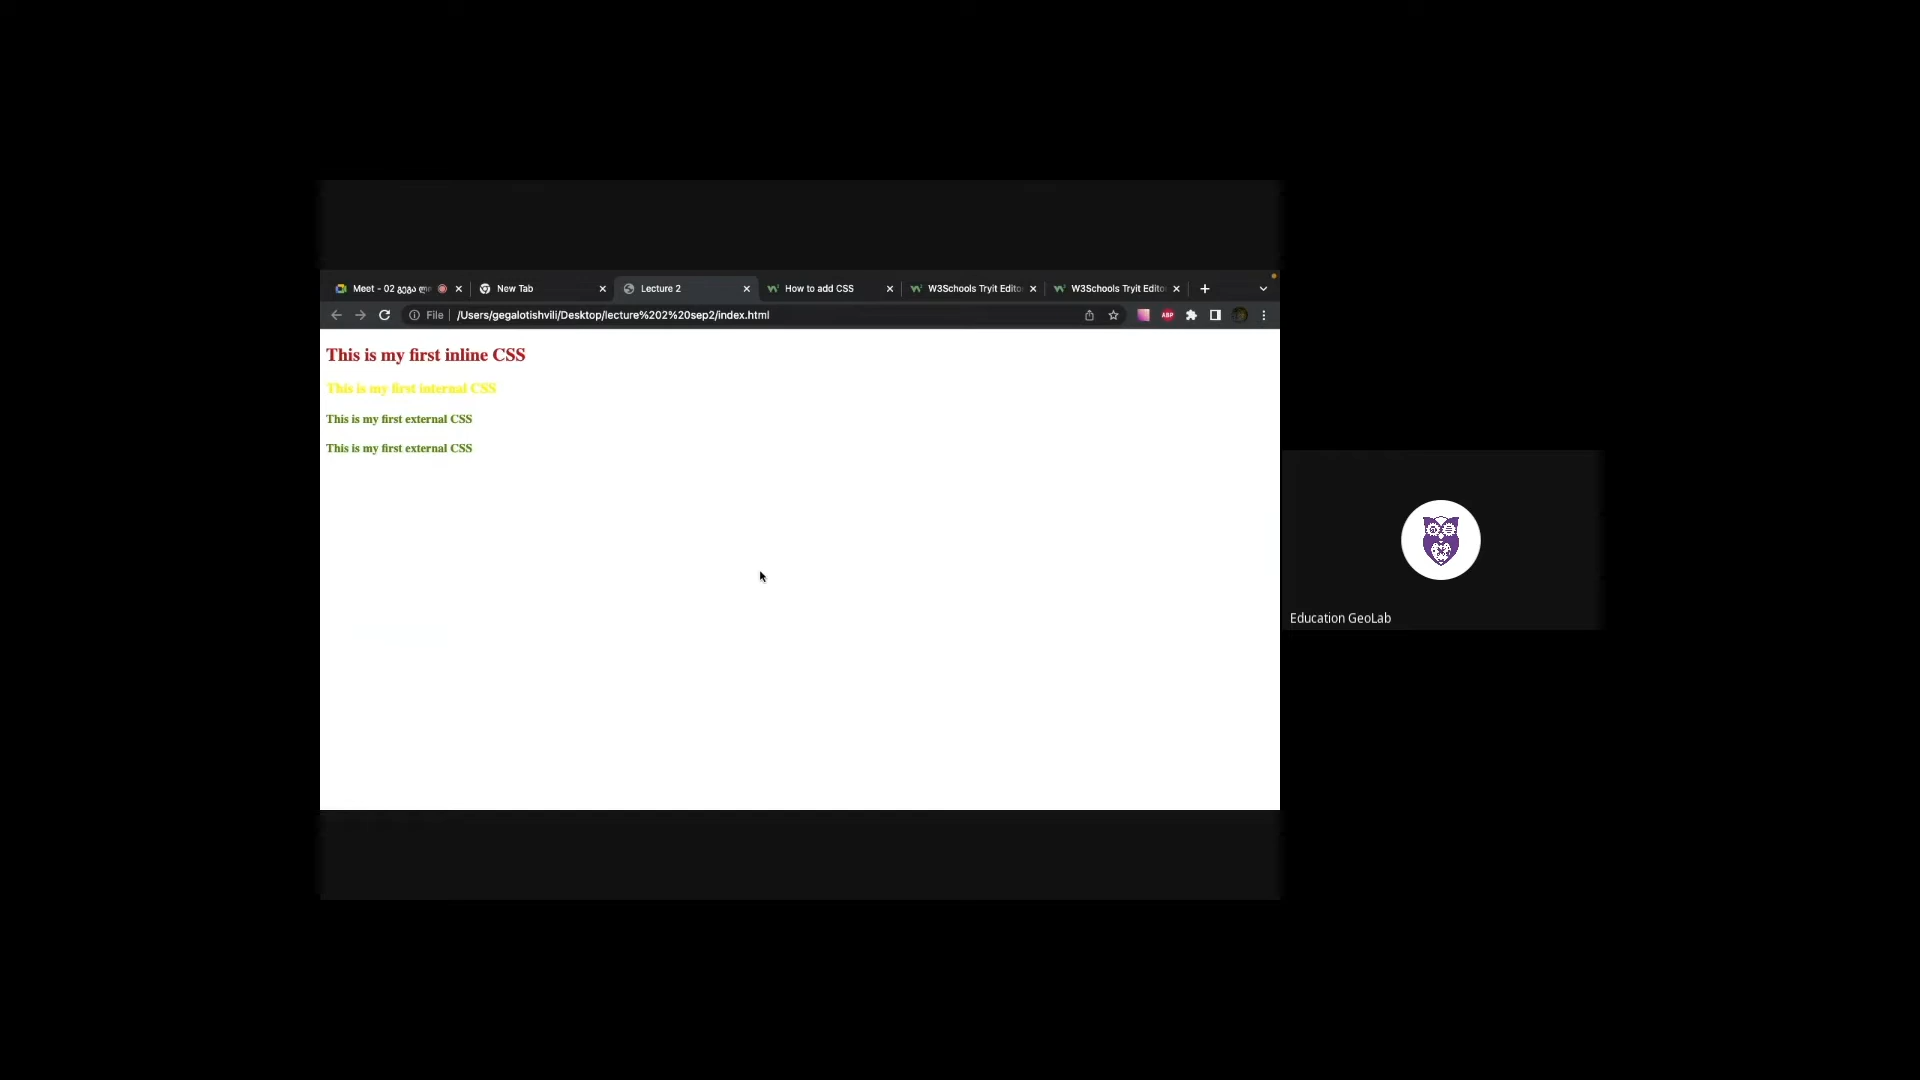 Meet - 02 გეგა ლ
New Tab
Lecture 2
How to add CSS
W3Schools Tryit Edito
W3Schools Tryit Edito
File
/Users/gegalotishvili/Desktop/lecture%202%20sep2/index.html
ABP
This is my first inline CSS
This is my first internal CSS
This is my first external CSS
This is my first external CSS
Education GeoLab